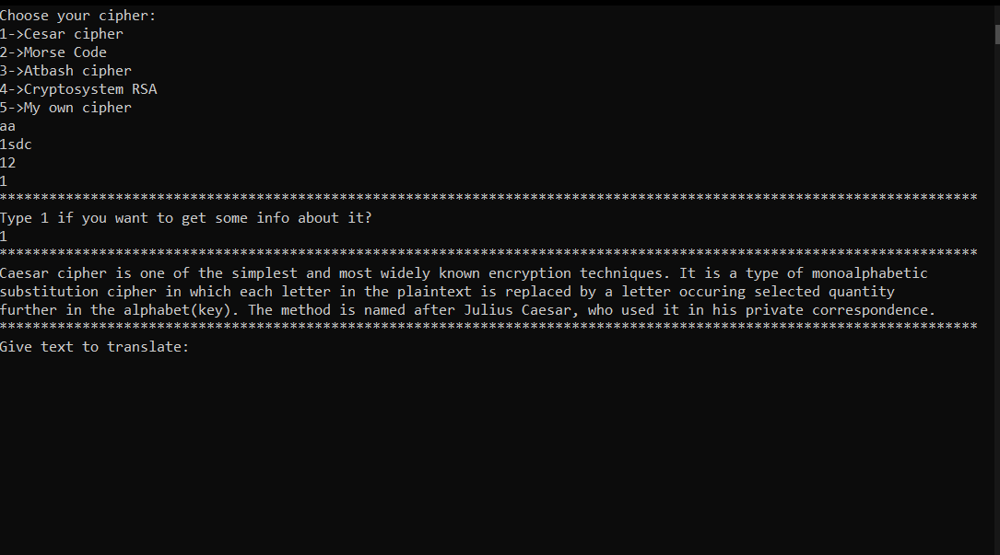 Choose your cipher:
1->Cesar cipher
2->Morse Code
3->Atbash cipher
4->Cryptosystem RSA
5->My own cipher
aa
1sdc
12
1
**********************************************************************************************************************
Type 1 if you want to get some info about it?
1
**********************************************************************************************************************
Caesar cipher is one of the simplest and most widely known encryption techniques. It is a type of monoalphabetic
substitution cipher in which each letter in the plaintext is replaced by a letter occuring selected quantity
further in the alphabet(key). The method is named after Julius Caesar, who used it in his private correspondence.
**********************************************************************************************************************
Give text to translate: